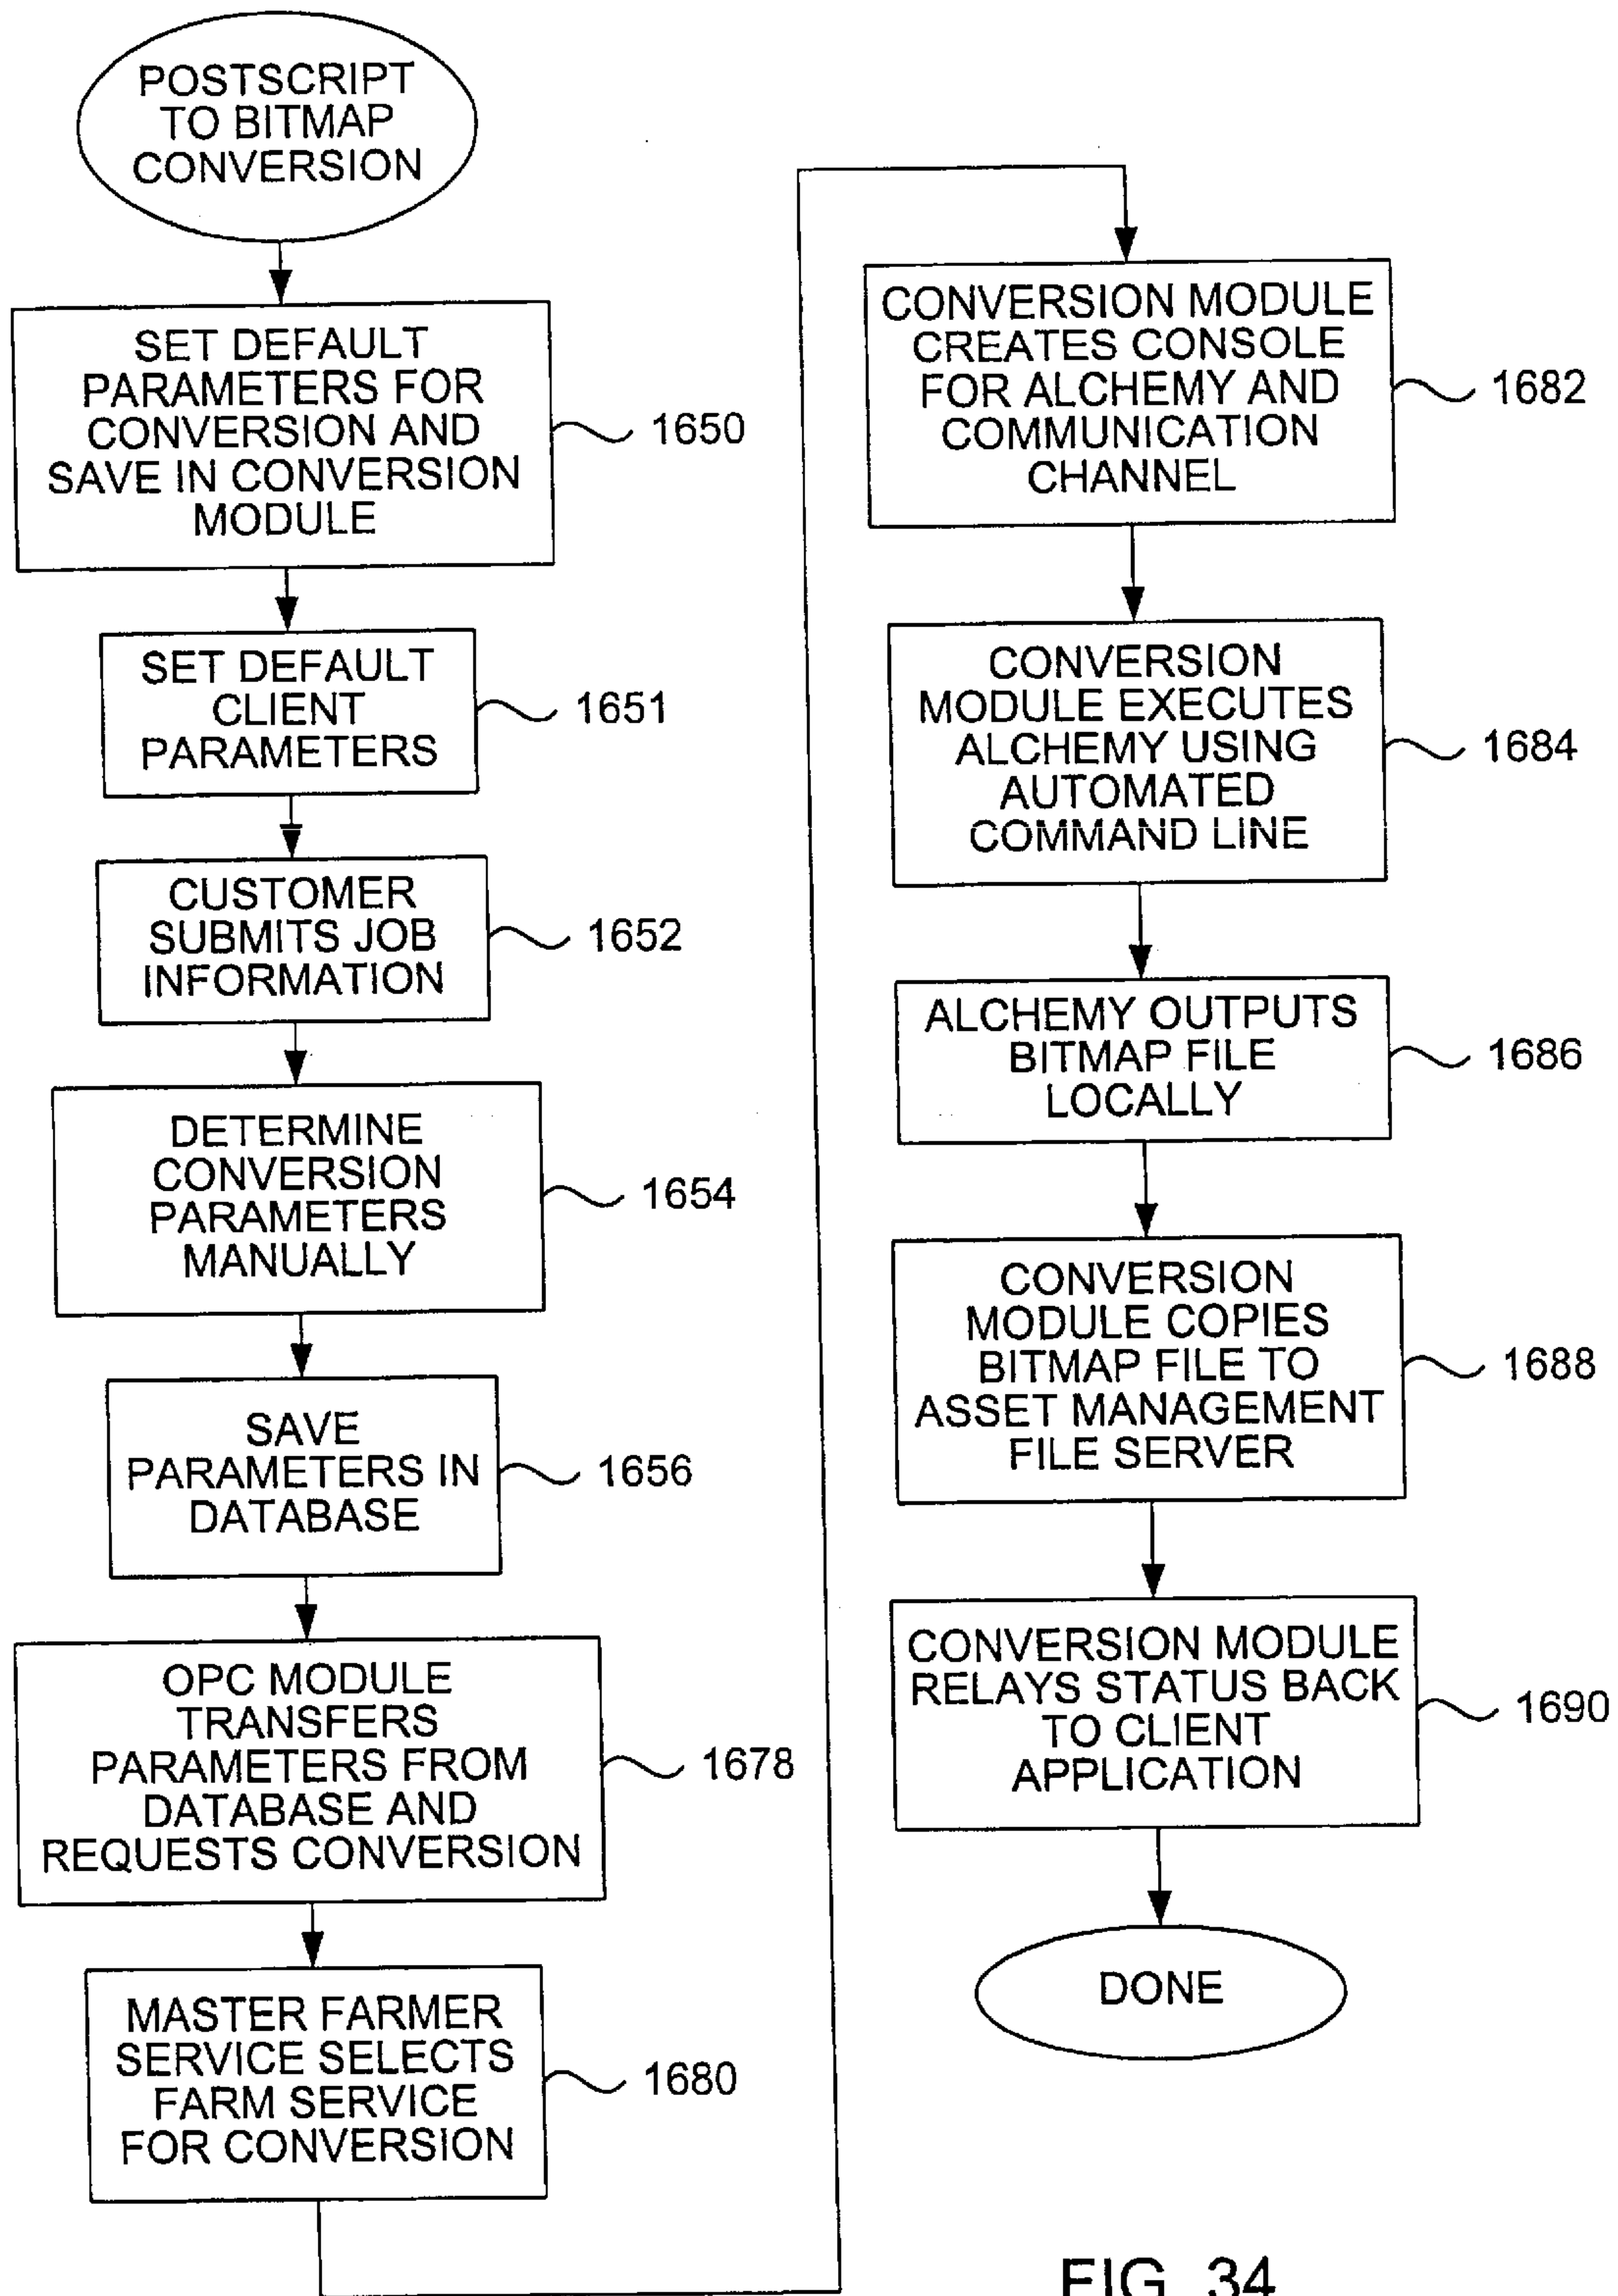 POSTSCRIPT
TO BITMAP
CONVERSION
SET DEFAULT
PARAMETERS FOR
CONVERSION AND
SAVE IN CONVERSION
MODULE
1650
SET DEFAULT
CLIENT
PARAMETERS
1651
CUSTOMER
SUBMITS JOB
INFORMATION
1652
DETERMINE
CONVERSION
PARAMETERS
MANUALLY
1654
SAVE
PARAMETERS IN
DATABASE
1656
OPC MODULE
TRANSFERS
PARAMETERS FROM
DATABASE AND
REQUESTS CONVERSION
1678
MASTER FARMER
SERVICE SELECTS
FARM SERVICE
FOR CONVERSION
1680
CONVERSION MODULE
CREATES CONSOLE
FOR ALCHEMY AND
COMMUNICATION
CHANNEL
1682
CONVERSION
MODULE EXECUTES
ALCHEMY USING
AUTOMATED
COMMAND LINE
1684
ALCHEMY OUTPUTS
BITMAP FILE
LOCALLY
1686
CONVERSION
MODULE COPIES
BITMAP FILE TO
ASSET MANAGEMENT
FILE SERVER
1688
CONVERSION MODULE
RELAYS STATUS BACK
TO CLIENT
APPLICATION
1690
DONE
FIG. 34